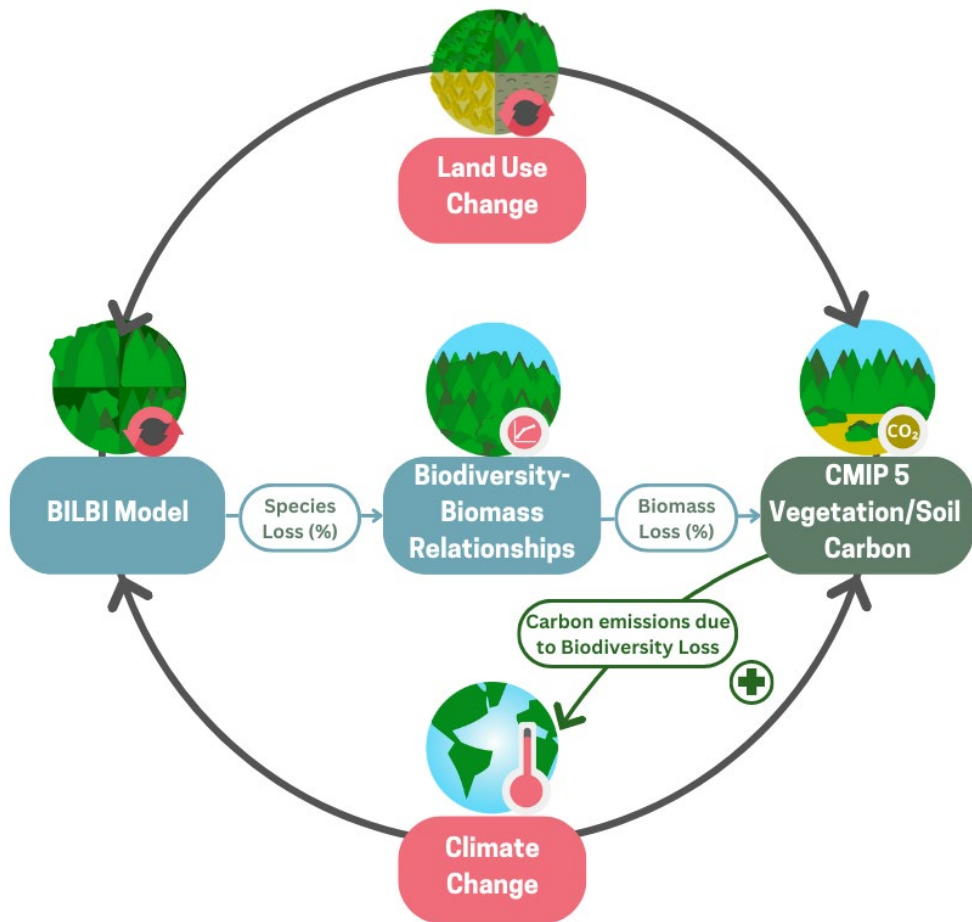 Land Use
Change
BILBI Model
Species
Loss (%)
Biodiversity-
Biomass
Relationships
Biomass
Loss (%)
CO₂
CMIP 5
Vegetation/Soil
Carbon
Carbon emissions due
to Biodiversity Loss
Climate
Change